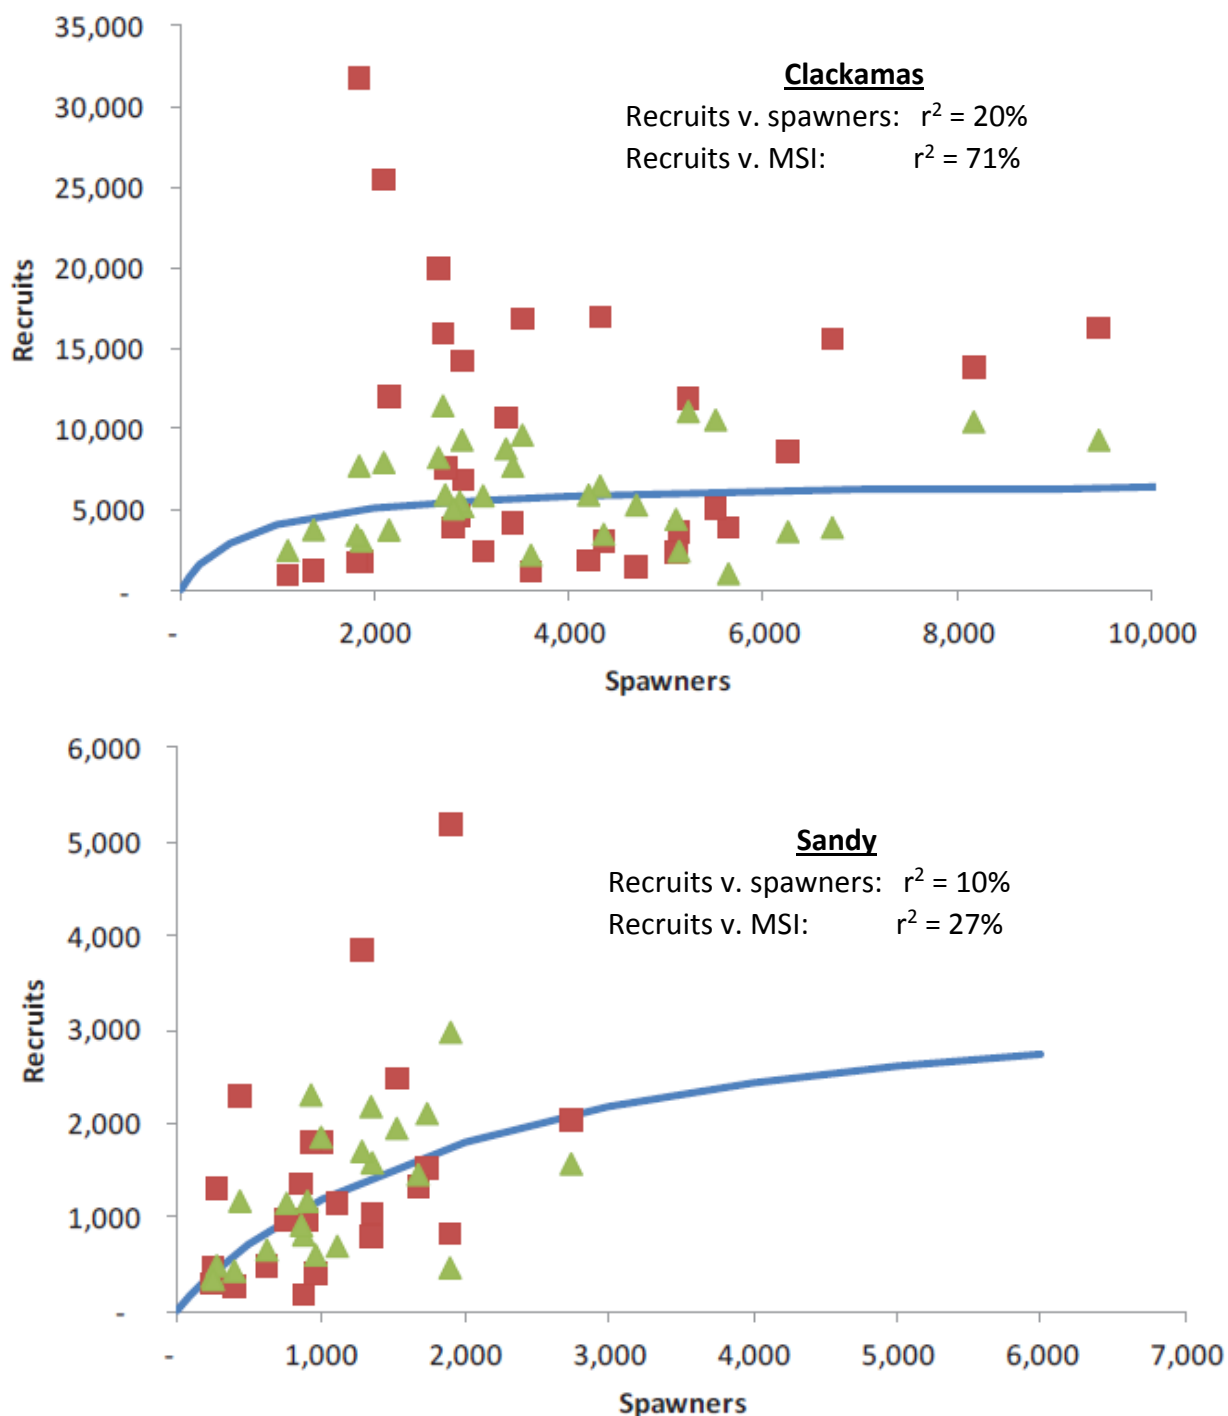 35,000
30,000
25,000
20,000
15,000
10,000
5,000
-
Recruits
Clackamas
Recruits v. spawners: r² = 20%
Recruits v. MSI: r² = 71%
- 2,000 4,000 6,000 8,000 10,000
Spawners
6,000
5,000
4,000
3,000
2,000
1,000
-
Recruits
Sandy
Recruits v. spawners: r² = 10%
Recruits v. MSI: r² = 27%
- 1,000 2,000 3,000 4,000 5,000 6,000 7,000
Spawners